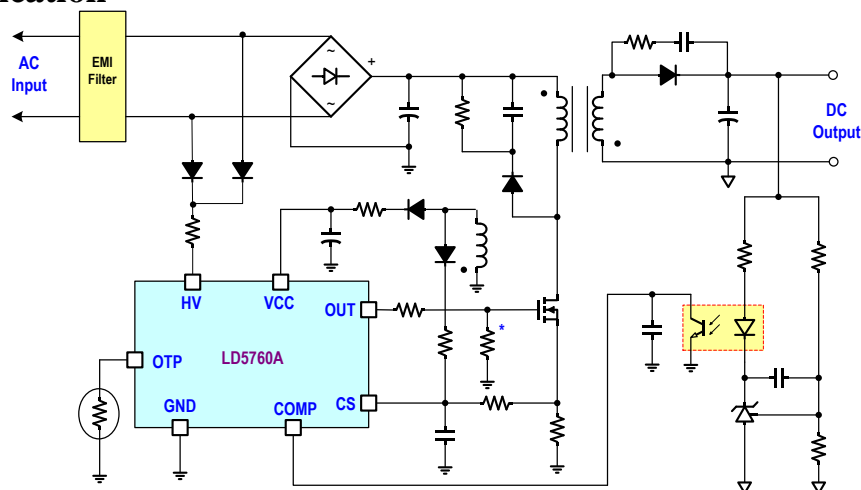 AC
Input
EMI
Filter
~
+
~
DC
Output
HV
VCC
OUT
*
OTP
LD5760A
GND
COMP
CS